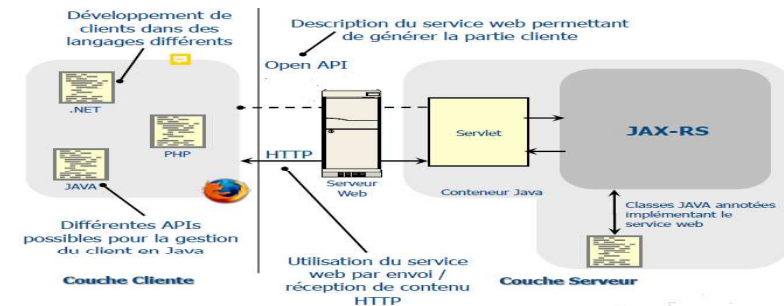 Développement de
clients dans des
langages différents
Description du service web permettant
de générer la partie cliente
Open API
.NET
PHP
JAVA
HTTP
Serveur
Web
Servlet
JAX-RS
Conteneur Java
Classes JAVA annotées
implémentant le
service web
Différentes APIs
possibles pour la gestion
du client en Java
Utilisation du service
web par envoi /
réception de contenu
HTTP
Couche Cliente
Couche Serveur